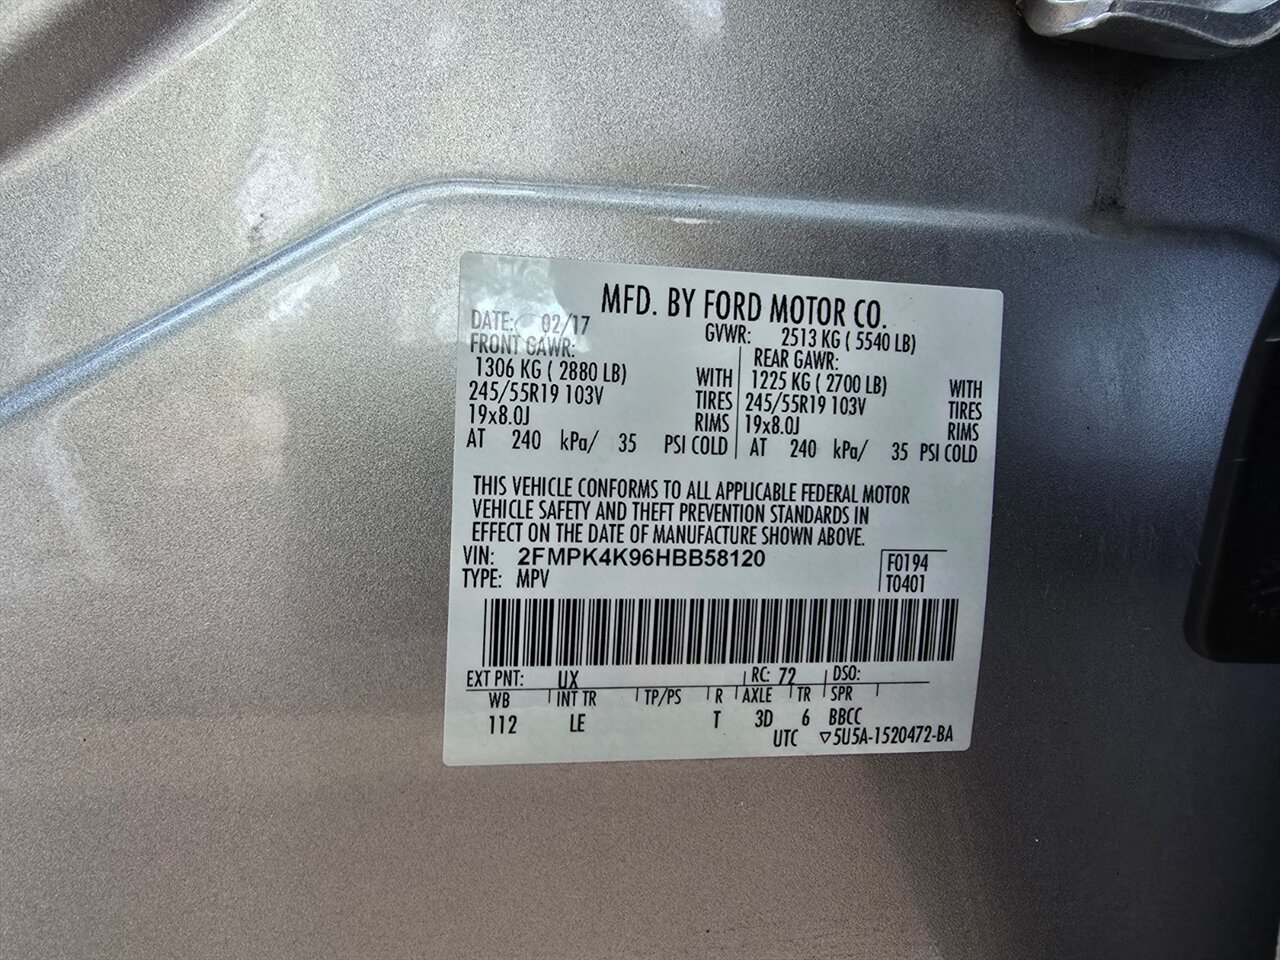 MFD. BY FORD MOTOR CO.
DATE: 02/17 GVWR: 2513 KG ( 5540 LB)
FRONT GAWR: REAR GAWR:
1306 KG ( 2880 LB) WITH 1225 KG ( 2700 LB) WITH
245/55R19 103V TIRES 245/55R19 103V TIRES
19x8.0J RIMS 19x8.0J RIMS
AT 240 kPa/ 35 PSI COLD AT 240 kPa/ 35 PSI COLD
THIS VEHICLE CONFORMS TO ALL APPLICABLE FEDERAL MOTOR
VEHICLE SAFETY AND THEFT PREVENTION STANDARDS IN
EFFECT ON THE DATE OF MANUFACTURE SHOWN ABOVE.
VIN: 2FMPK4K96HBB58120 F0194
TYPE: MPV T0401
EXT PNT: UX RC: 72 DSO:
WB INT TR TP/PS R AXLE TR SPR
112 LE T 3D 6 BBCC
UTC ▽5U5A-1520472-BA